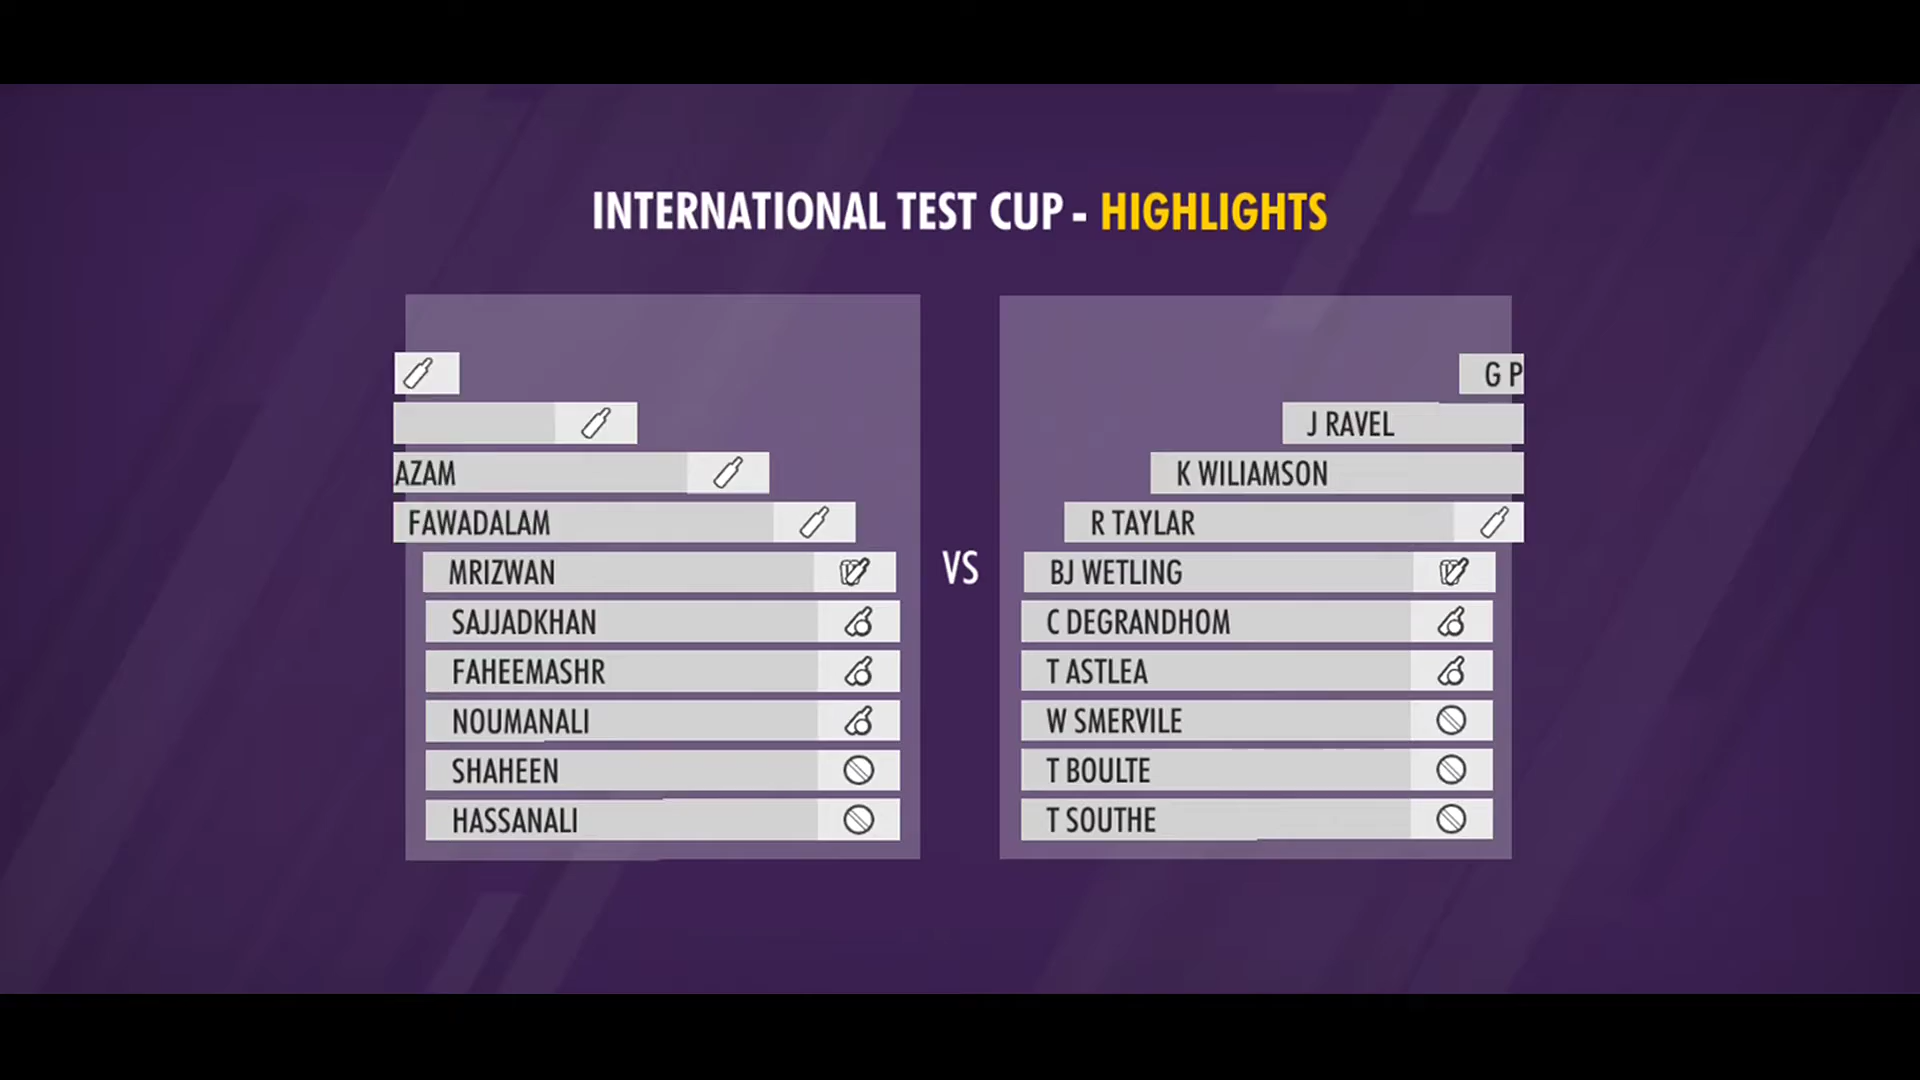 INTERNATIONAL TEST CUP - HIGHLIGHTS
AZAM
FAWADALAM
MRIZWAN
SAJJADKHAN
FAHEEMASHR
NOUMANALI
SHAHEEN
HASSANALI
VS
G P
J RAVEL
K WILIAMSON
R TAYLAR
BJ WETLING
C DEGRANDHOM
T ASTLEA
W SMERVILE
T BOULTE
T SOUTHE